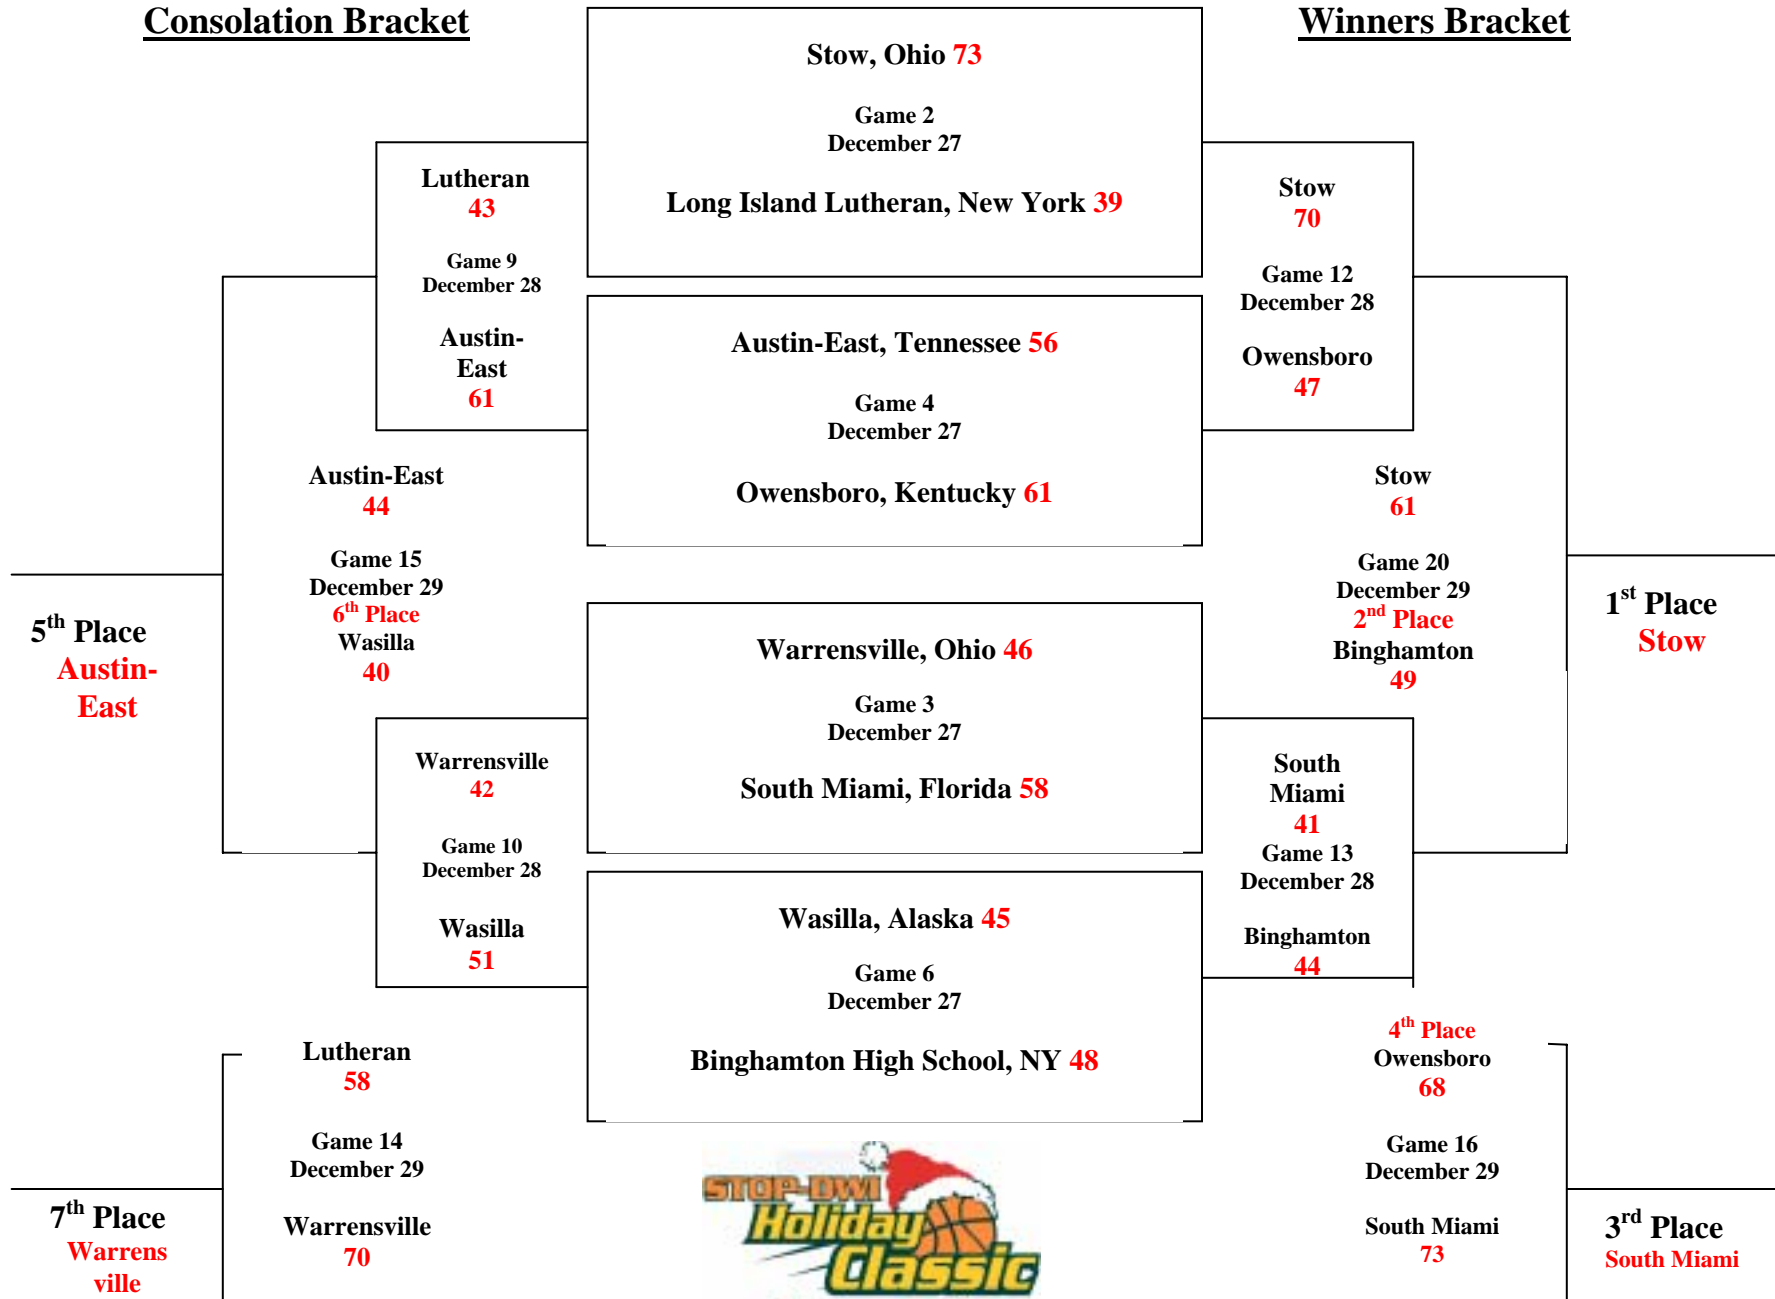 Consolation Bracket
Winners Bracket
Stow, Ohio 73
Game 2
December 27
Long Island Lutheran, New York 39
Lutheran
43
Game 9
December 28
Austin-
East
61
Stow
70
Game 12
December 28
Owensboro
47
Austin-East, Tennessee 56
Game 4
December 27
Owensboro, Kentucky 61
Austin-East
44
Game 15
December 29
6th Place
Wasilla
40
Stow
61
Game 20
December 29
2nd Place
Binghamton
49
5th Place
Austin-
East
1st Place
Stow
Warrensville, Ohio 46
Game 3
December 27
South Miami, Florida 58
Warrensville
42
Game 10
December 28
Wasilla
51
South
Miami
41
Game 13
December 28
Binghamton
44
Wasilla, Alaska 45
Game 6
December 27
Binghamton High School, NY 48
Lutheran
58
Game 14
December 29
Warrensville
70
4th Place
Owensboro
68
Game 16
December 29
South Miami
73
7th Place
Warrens
ville
3rd Place
South Miami
STOP-DWI
Holiday
Classic